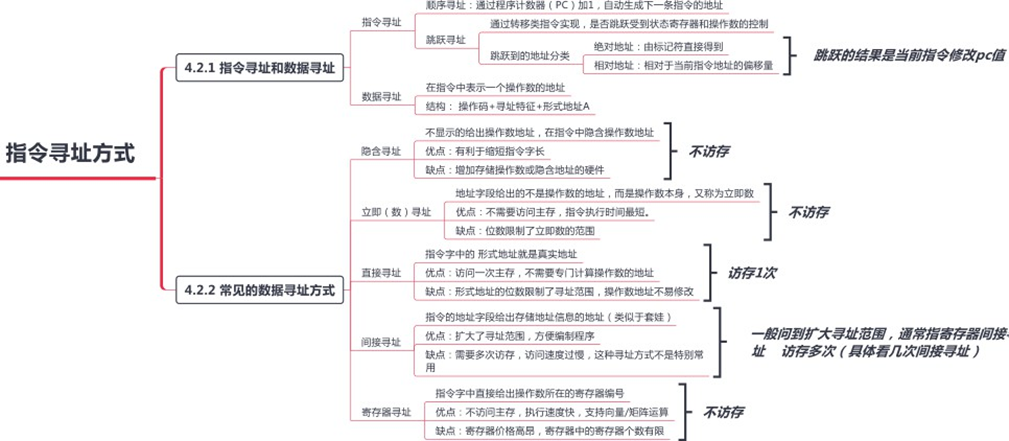 指令寻址方式
4.2.1 指令寻址和数据寻址
指令寻址
顺序寻址：通过程序计数器（PC）加1，自动生成下一条指令的地址
跳跃寻址
通过转移类指令实现，是否跳跃受到状态寄存器和操作数的控制
跳跃到的地址分类
绝对地址：由标记符直接得到
相对地址：相对于当前指令地址的偏移量
跳跃的结果是当前指令修改pc值
数据寻址
在指令中表示一个操作数的地址
结构： 操作码+寻址特征+形式地址A
4.2.2 常见的数据寻址方式
隐含寻址
不显示的给出操作数地址，在指令中隐含操作数地址
优点：有利于缩短指令字长
缺点：增加存储操作数或隐含地址的硬件
不访存
立即（数）寻址
地址字段给出的不是操作数的地址，而是操作数本身，又称为立即数
优点：不需要访问主存，指令执行时间最短。
缺点：位数限制了立即数的范围
不访存
直接寻址
指令字中的 形式地址就是真实地址
优点：访问一次主存，不需要专门计算操作数的地址
缺点：形式地址的位数限制了寻址范围，操作数地址不易修改
访存1次
间接寻址
指令的地址字段给出存储地址信息的地址（类似于套娃）
优点：扩大了寻址范围，方便编制程序
缺点：需要多次访存，访问速度过慢，这种寻址方式不是特别常
用
一般问到扩大寻址范围，通常指寄存器间接寻
址 访存多次（具体看几次间接寻址）
寄存器寻址
指令字中直接给出操作数所在的寄存器编号
优点：不访问主存，执行速度快，支持向量/矩阵运算
缺点：寄存器价格高昂，寄存器中的寄存器个数有限
不访存